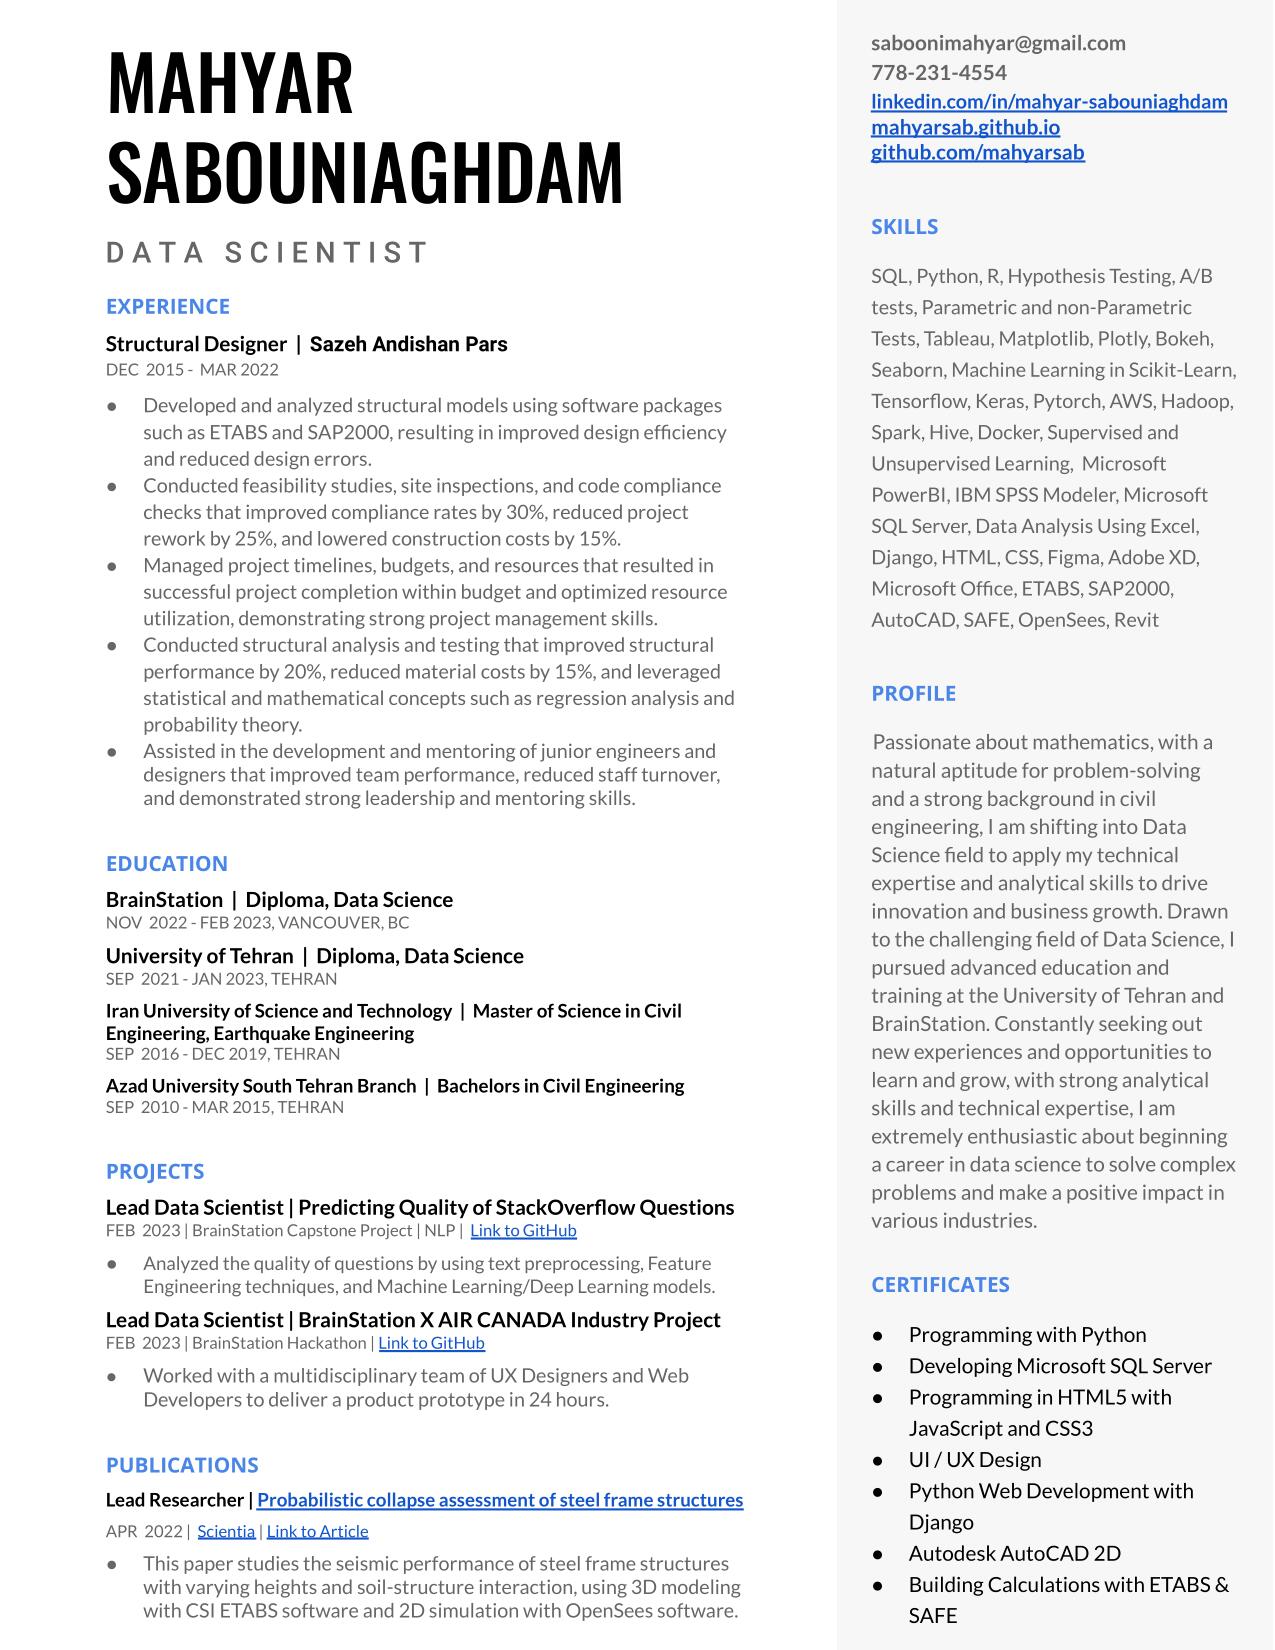 MAHYAR
SABOUNIAGHDAM
DATA SCIENTIST
EXPERIENCE
Structural Designer | Sazeh Andishan Pars
DEC 2015 - MAR 2022
● Developed and analyzed structural models using software packages
such as ETABS and SAP2000, resulting in improved design efficiency
and reduced design errors.
● Conducted feasibility studies, site inspections, and code compliance
checks that improved compliance rates by 30%, reduced project
rework by 25%, and lowered construction costs by 15%.
● Managed project timelines, budgets, and resources that resulted in
successful project completion within budget and optimized resource
utilization, demonstrating strong project management skills.
● Conducted structural analysis and testing that improved structural
performance by 20%, reduced material costs by 15%, and leveraged
statistical and mathematical concepts such as regression analysis and
probability theory.
● Assisted in the development and mentoring of junior engineers and
designers that improved team performance, reduced staff turnover,
and demonstrated strong leadership and mentoring skills.
EDUCATION
BrainStation | Diploma, Data Science
NOV 2022 - FEB 2023, VANCOUVER, BC
University of Tehran | Diploma, Data Science
SEP 2021 - JAN 2023, TEHRAN
Iran University of Science and Technology | Master of Science in Civil
Engineering, Earthquake Engineering
SEP 2016 - DEC 2019, TEHRAN
Azad University South Tehran Branch | Bachelors in Civil Engineering
SEP 2010 - MAR 2015, TEHRAN
PROJECTS
Lead Data Scientist | Predicting Quality of StackOverflow Questions
FEB 2023 | BrainStation Capstone Project | NLP | Link to GitHub
● Analyzed the quality of questions by using text preprocessing, Feature
Engineering techniques, and Machine Learning/Deep Learning models.
Lead Data Scientist | BrainStation X AIR CANADA Industry Project
FEB 2023 | BrainStation Hackathon | Link to GitHub
● Worked with a multidisciplinary team of UX Designers and Web
Developers to deliver a product prototype in 24 hours.
PUBLICATIONS
Lead Researcher | Probabilistic collapse assessment of steel frame structures
APR 2022 | Scientia | Link to Article
● This paper studies the seismic performance of steel frame structures
with varying heights and soil-structure interaction, using 3D modeling
with CSI ETABS software and 2D simulation with OpenSees software.
saboonimahyar@gmail.com
778-231-4554
linkedin.com/in/mahyar-sabouniaghdam
mahyarsab.github.io
github.com/mahyarsab
SKILLS
SQL, Python, R, Hypothesis Testing, A/B
tests, Parametric and non-Parametric
Tests, Tableau, Matplotlib, Plotly, Bokeh,
Seaborn, Machine Learning in Scikit-Learn,
Tensorflow, Keras, Pytorch, AWS, Hadoop,
Spark, Hive, Docker, Supervised and
Unsupervised Learning, Microsoft
PowerBI, IBM SPSS Modeler, Microsoft
SQL Server, Data Analysis Using Excel,
Django, HTML, CSS, Figma, Adobe XD,
Microsoft Office, ETABS, SAP2000,
AutoCAD, SAFE, OpenSees, Revit
PROFILE
Passionate about mathematics, with a
natural aptitude for problem-solving
and a strong background in civil
engineering, I am shifting into Data
Science field to apply my technical
expertise and analytical skills to drive
innovation and business growth. Drawn
to the challenging field of Data Science, I
pursued advanced education and
training at the University of Tehran and
BrainStation. Constantly seeking out
new experiences and opportunities to
learn and grow, with strong analytical
skills and technical expertise, I am
extremely enthusiastic about beginning
a career in data science to solve complex
problems and make a positive impact in
various industries.
CERTIFICATES
● Programming with Python
● Developing Microsoft SQL Server
● Programming in HTML5 with
JavaScript and CSS3
● UI / UX Design
● Python Web Development with
Django
● Autodesk AutoCAD 2D
● Building Calculations with ETABS &
SAFE